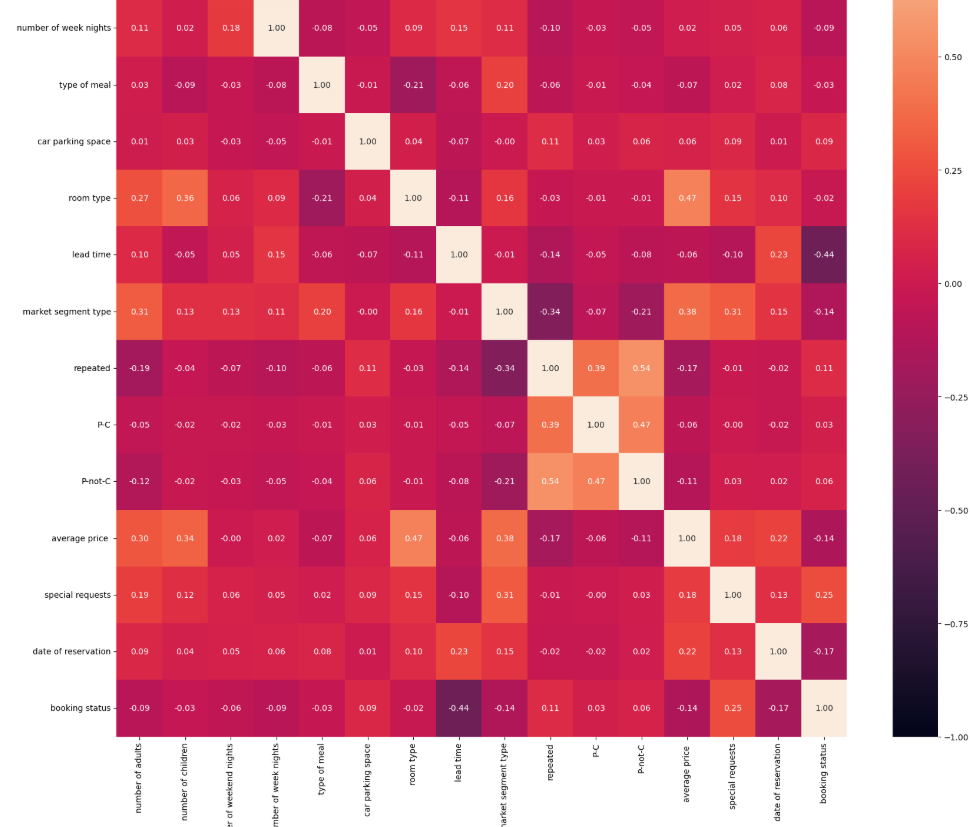 number of week nights 0.11 0.02 0.18 1.00 -0.08 -0.05 0.09 0.15 0.11 -0.10 -0.03 -0.05 0.02 0.05 0.06 -0.09
type of meal 0.03 -0.09 -0.03 -0.08 1.00 -0.01 -0.21 -0.06 0.20 -0.06 -0.01 -0.04 -0.07 0.02 0.08 -0.03
car parking space 0.01 0.03 -0.03 -0.05 -0.01 1.00 0.04 -0.07 -0.00 0.11 0.03 0.06 0.06 0.09 0.01 0.09
room type 0.27 0.36 0.06 0.09 -0.21 0.04 1.00 -0.11 0.16 -0.03 -0.01 -0.01 0.47 0.15 0.10 -0.02
lead time 0.10 -0.05 0.05 0.15 -0.06 -0.07 -0.11 1.00 -0.01 -0.14 -0.05 -0.08 -0.06 -0.10 0.23 -0.44
market segment type 0.31 0.13 0.13 0.11 0.20 -0.00 0.16 -0.01 1.00 -0.34 -0.07 -0.21 0.38 0.31 0.15 -0.14
repeated -0.19 -0.04 -0.07 -0.10 -0.06 0.11 -0.03 -0.14 -0.34 1.00 0.39 0.54 -0.17 -0.01 -0.02 0.11
P-C -0.05 -0.02 -0.02 -0.03 -0.01 0.03 -0.01 -0.05 -0.07 0.39 1.00 0.47 -0.06 -0.00 -0.02 0.03
P-not-C -0.12 -0.02 -0.03 -0.05 -0.04 0.06 -0.01 -0.08 -0.21 0.54 0.47 1.00 -0.11 0.03 0.02 0.06
average price 0.30 0.34 -0.00 0.02 -0.07 0.06 0.47 -0.06 0.38 -0.17 -0.06 -0.11 1.00 0.18 0.22 -0.14
special requests 0.19 0.12 0.06 0.05 0.02 0.09 0.15 -0.10 0.31 -0.01 -0.00 0.03 0.18 1.00 0.13 0.25
date of reservation 0.09 0.04 0.05 0.06 0.08 0.01 0.10 0.23 0.15 -0.02 -0.02 0.02 0.22 0.13 1.00 -0.17
booking status -0.09 -0.03 -0.06 -0.09 -0.03 0.09 -0.02 -0.44 -0.14 0.11 0.03 0.06 -0.14 0.25 -0.17 1.00
number of adults
number of children
er of weekend nights
mber of week nights
type of meal
car parking space
room type
lead time
narket segment type
repeated
P-C
P-not-C
average price
special requests
date of reservation
booking status
0.50
0.25
0.00
−0.25
−0.50
−0.75
−1.00